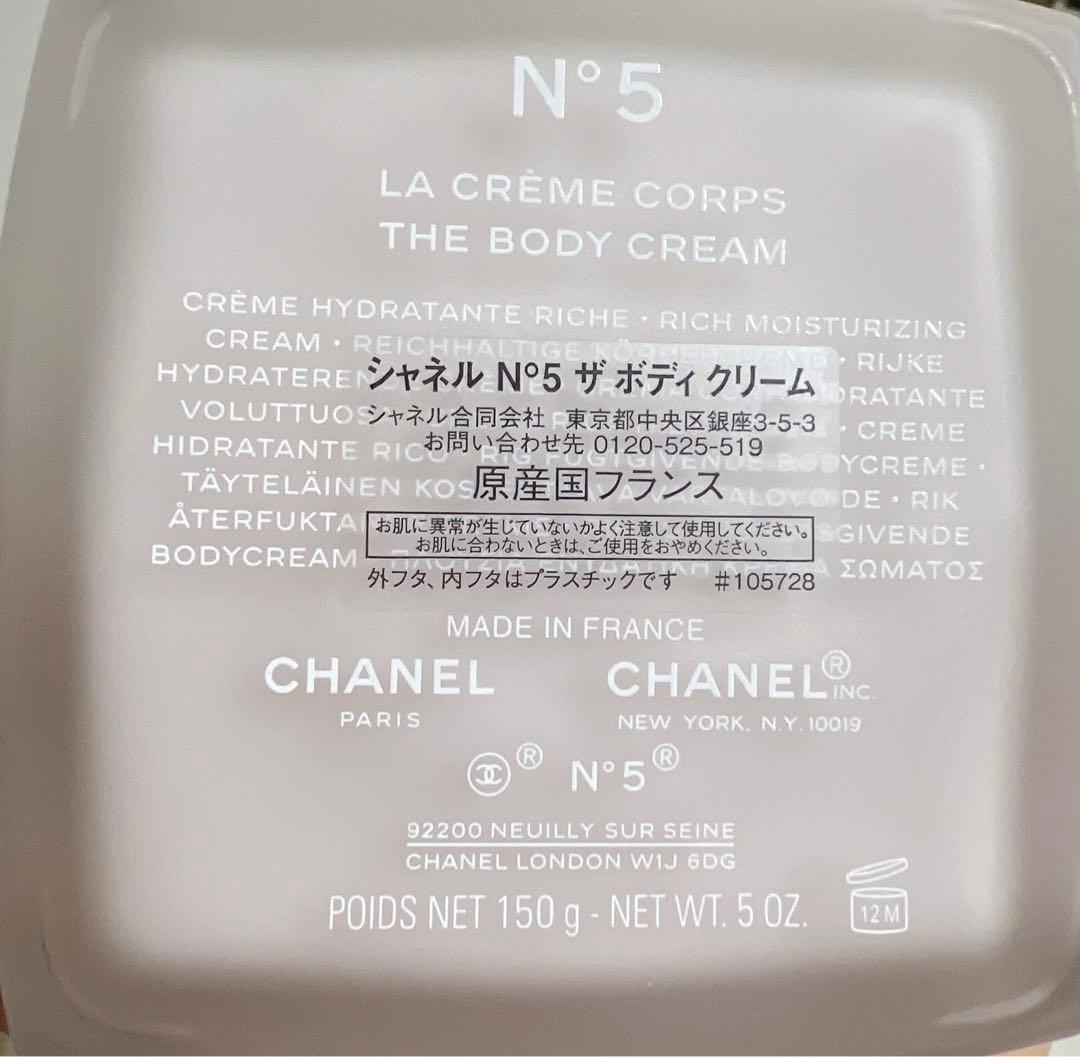 N°5
LA CRÈME CORPS
THE BODY CREAM
CRÈME HYDRATANTE RICHE · RICH MOISTURIZING
CREAM · REICHHALTIGE · RIJKE
シャネル N°5 ザ ボディ クリーム
VOLUTTUOS
シャネル合同会社 東京都中央区銀座3-5-3
· CREME
お問い合わせ先 0120-525-519
HIDRATANTE RICO · RIG FUGTGIVENDE BODYCREME ·
原産国フランス
TÄYTELÄINEN DE · RIK
お肌に異常が生じていないかよく注意して使用してください。
お肌に合わないときは、ご使用をおやめください。
BODYCREAM ΣΩΜΑΤΟΣ
外フタ、内フタはプラスチックです #105728
MADE IN FRANCE
CHANEL CHANEL® INC.
PARIS NEW YORK. N.Y. 10019
® N°5®
92200 NEUILLY SUR SEINE
CHANEL LONDON W1J 6DG
POIDS NET 150 g - NET WT. 5 OZ.
12 M